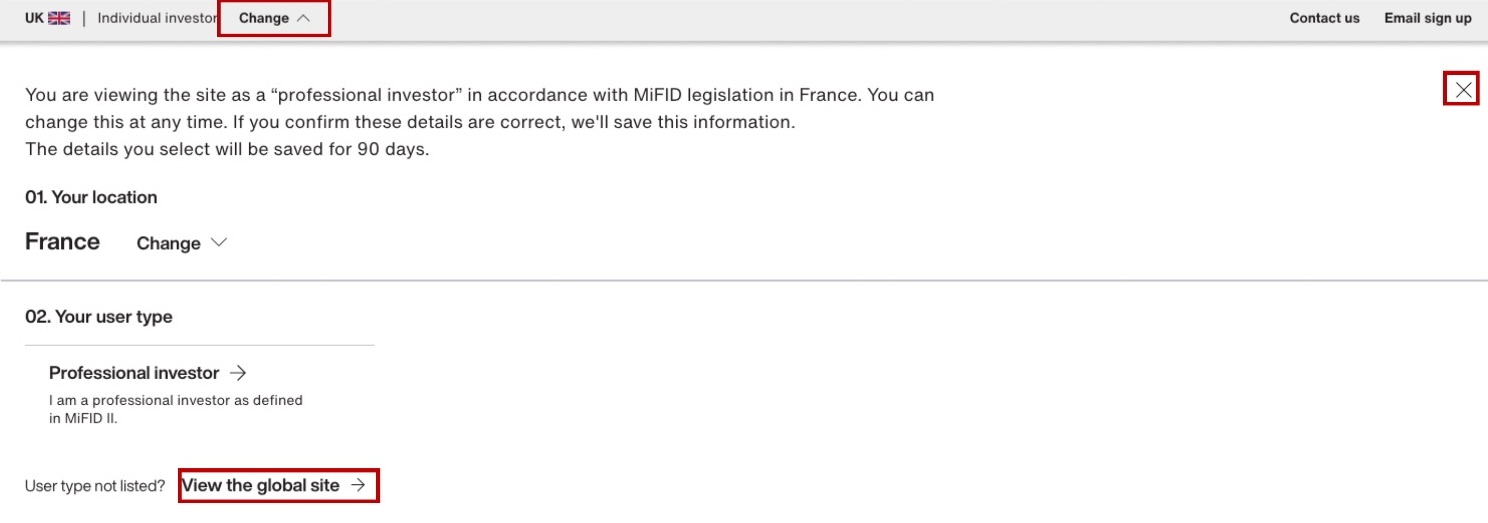 UK | Individual investor Change Contact us Email sign up
You are viewing the site as a “professional investor” in accordance with MiFID legislation in France. You can
change this at any time. If you confirm these details are correct, we'll save this information.
The details you select will be saved for 90 days.
01. Your location
France Change
02. Your user type
Professional investor →
I am a professional investor as defined
in MiFID II.
User type not listed? View the global site →